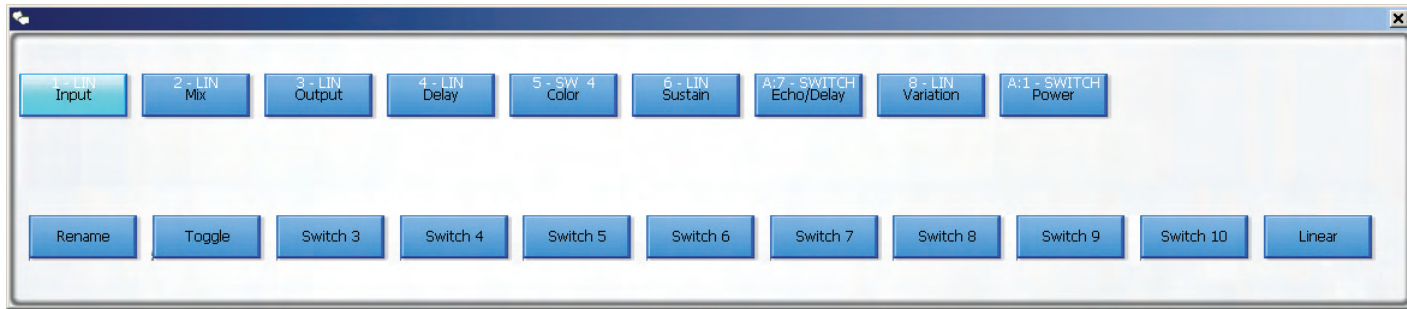 1 - LIN 2 - LIN 3 - LIN 4 - LIN 5 - SW 4 6 - LIN A:7 - SWITCH 8 - LIN A:1 - SWITCH
Input Mix Output Delay Color Sustain Echo/Delay Variation Power
Rename Toggle Switch 3 Switch 4 Switch 5 Switch 6 Switch 7 Switch 8 Switch 9 Switch 10 Linear